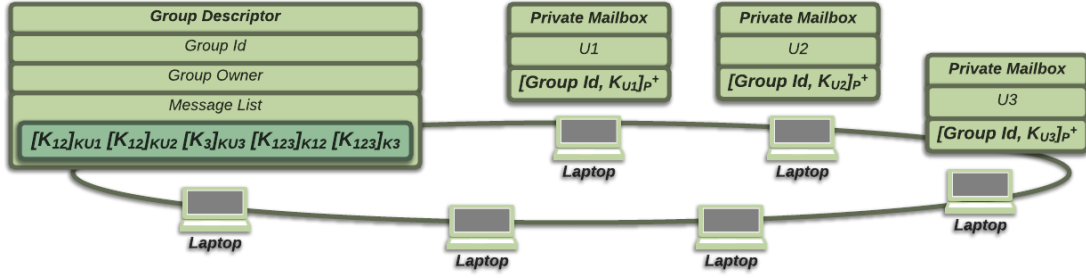 Group Descriptor
Group Id
Group Owner
Message List
[K12]KU1 [K12]KU2 [K3]KU3 [K123]K12 [K123]K3
Private Mailbox
U1
[Group Id, KU1]P+
Private Mailbox
U2
[Group Id, KU2]P+
Private Mailbox
U3
[Group Id, KU3]P+
Laptop
Laptop
Laptop
Laptop
Laptop
Laptop